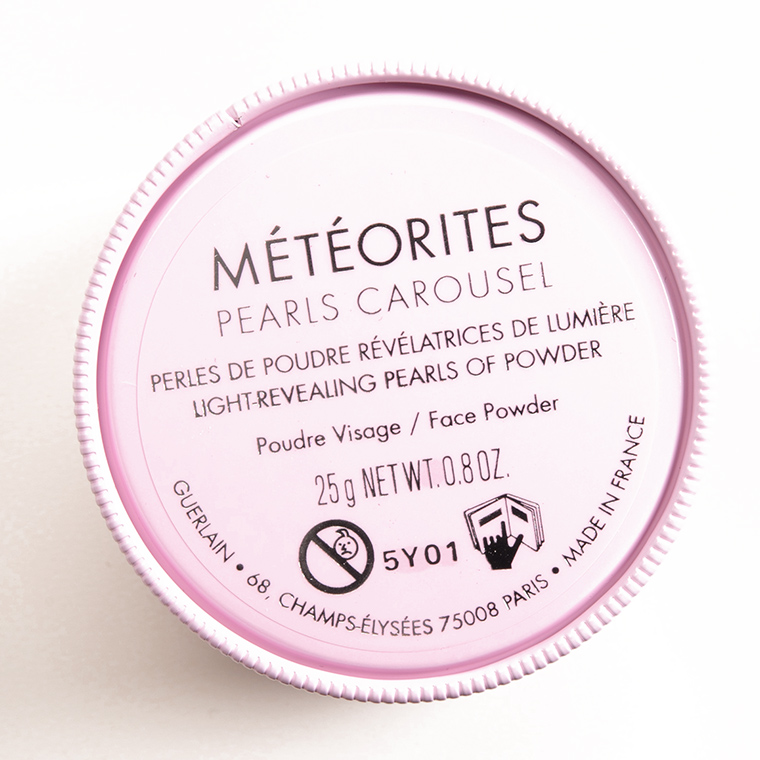 MÉTÉORITES
PEARLS CAROUSEL
PERLES DE POUDRE RÉVÉLATRICES DE LUMIÈRE
LIGHT-REVEALING PEARLS OF POWDER
Poudre Visage / Face Powder
25g NET WT. 0.8 OZ.
5Y01
GUERLAIN • 68, CHAMPS-ÉLYSÉES 75008 PARIS • MADE IN FRANCE